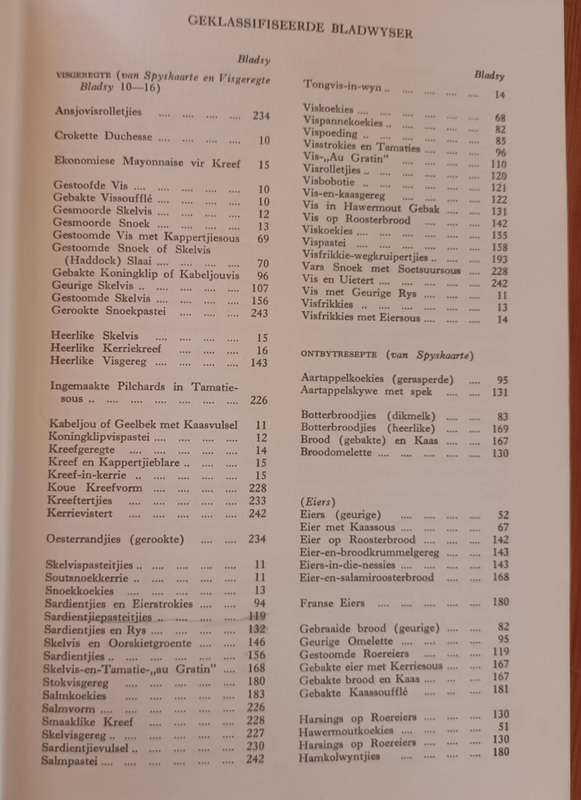 GEKLASSIFISEERDE BLADWYSER
Bladsy
VISGEREGTE (van Spyskaarte en Visgeregte
Bladsy 10—16)
Ansjovisrolletjies .... .... .... .... 234
Crokette Duchesse .... .... .... .... 10
Ekonomiese Mayonnaise vir Kreef 15
Gestoofde Vis .... .... .... .... .... 10
Gebakte Vissoufflé .... .... .... .... 10
Gesmoorde Skelvis .... .... .... .... 12
Gesmoorde Snoek .... .... .... .... 13
Gestoomde Vis met Kappertjiesous 69
Gestoomde Snoek of Skelvis
(Haddock) Slaai .... .... .... .... 70
Gebakte Koningklip of Kabeljouvis 96
Geurige Skelvis .. .... .... .... .... 107
Gestoomde Skelvis .... .... .... .... 156
Gerookte Snoekpastei .... .... .... 243
Heerlike Skelvis .... .... .... .... 15
Heerlike Kerriekreef .... .... .... 16
Heerlike Visgereg .... .... .... .... 143
Ingemaakte Pilchards in Tamatie-
sous .. .... .... .... .... .... .... 226
Kabeljou of Geelbek met Kaasvulsel 11
Koningklipvispastei .... .... .... .... 12
Kreefgeregte .... .... .... .... .... 14
Kreef en Kappertjieblare .. .... .... 15
Kreef-in-kerrie .. .... .... .... .... 15
Koue Kreefvorm .... .... .... .... 228
Kreeftertjies .... .... .... .... .... 233
Kerrievistert .... .... .... .... .... 242
Oesterrandjies (gerookte) .... .... 234
Skelvispasteitjies .. .... .... .... .... 11
Soutsnoekkerrie .. .... .... .... .... 11
Snoekkoekies .... .... .... .... .... 13
Sardientjies en Eierstrokies .... .... 94
Sardientjiepasteitjies .. .... .... .... 119
Sardientjies en Rys .... .... .... .... 132
Skelvis en Oorskietgroente .... .... 146
Sardientjies .. .... .... .... .... .... 156
Skelvis-en-Tamatie-„au Gratin” .... 168
Stokvisgereg .... .... .... .... .... 180
Salmkoekies .... .... .... .... .... 183
Salmvorm .... .... .... .... .... .... 226
Smaaklike Kreef .... .... .... .... 228
Skelvisgereg .. .... .... .... .... .... 227
Sardientjievulsel .. .... .... .... .... 230
Salmpastei .... .... .... .... .... .... 242
Bladsy
Tongvis-in-wyn .. .... .... .... .... 14
Viskoekies .... .... .... .... .... .... 68
Vispannekoekies .. .... .... .... .... 82
Vispoeding .. .... .... .... .... .... 85
Visstrokies en Tamaties .... .... .... 96
Vis-„Au Gratin” .... .... .... .... 110
Visrolletjies .. .... .... .... .... .... 120
Visbobotie .. .... .... .... .... .... 121
Vis-en-kaasgereg .... .... .... .... 122
Vis in Hawermout Gebak .... .... 131
Vis op Roosterbrood .... .... .... 142
Viskoekies .... .... .... .... .... .... 155
Vispastei .... .... .... .... .... .... 158
Visfrikkie-wegkruipertjies .. .... .... 193
Vars Snoek met Soetsuursous .... 228
Vis en Uietert .... .... .... .... .... 242
Vis met Geurige Rys .... .... .... 11
Visfrikkies .. .... .... .... .... .... 13
Visfrikkies met Eiersous .... .... .... 14
ONTBYTRESEPTE (van Spyskaarte)
Aartappelkoekies (gerasperde) .... 95
Aartappelskywe met spek .... .... 131
Botterbroodjies (dikmelk) .... .... 83
Botterbroodjies (heerlike) .... .... 169
Brood (gebakte) en Kaas .... .... 167
Broodomelette .... .... .... .... .... 130
(Eiers)
Eiers (geurige) .... .... .... .... 52
Eier met Kaassous .... .... .... .... 67
Eier op Roosterbrood .... .... .... 142
Eier-en-broodkrummelgereg .... .... 143
Eiers-in-die-nessies .... .... .... .... 143
Eier-en-salamiroosterbrood .... .... 168
Franse Eiers .... .... .... .... .... 180
Gebraaide brood (geurige) .... .... 82
Geurige Omelette .... .... .... .... 95
Gestoomde Roereiers .... .... .... 119
Gebakte eier met Kerriesous .... .... 167
Gebakte brood en Kaas .... .... .... 167
Gebakte Kaassoufflé .... .... .... 181
Harsings op Roereiers .... .... .... 130
Hawermoutkoekies .... .... .... .... 51
Harsings op Roereiers .... .... .... 130
Hamkolwyntjies .... .... .... .... 180